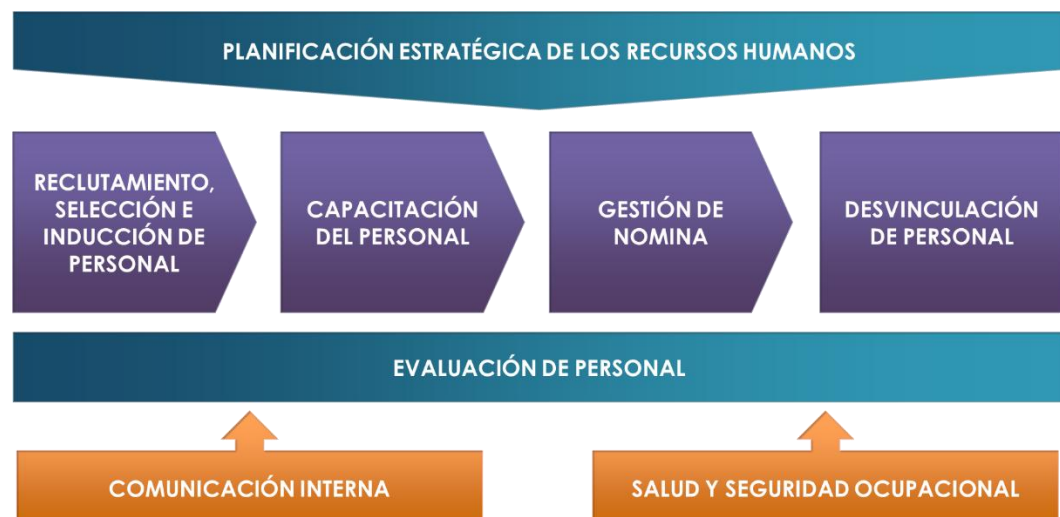 PLANIFICACIÓN ESTRATÉGICA DE LOS RECURSOS HUMANOS
RECLUTAMIENTO,
SELECCIÓN E
INDUCCIÓN DE
PERSONAL
CAPACITACIÓN
DEL PERSONAL
GESTIÓN DE
NOMINA
DESVINCULACIÓN
DE PERSONAL
EVALUACIÓN DE PERSONAL
COMUNICACIÓN INTERNA
SALUD Y SEGURIDAD OCUPACIONAL